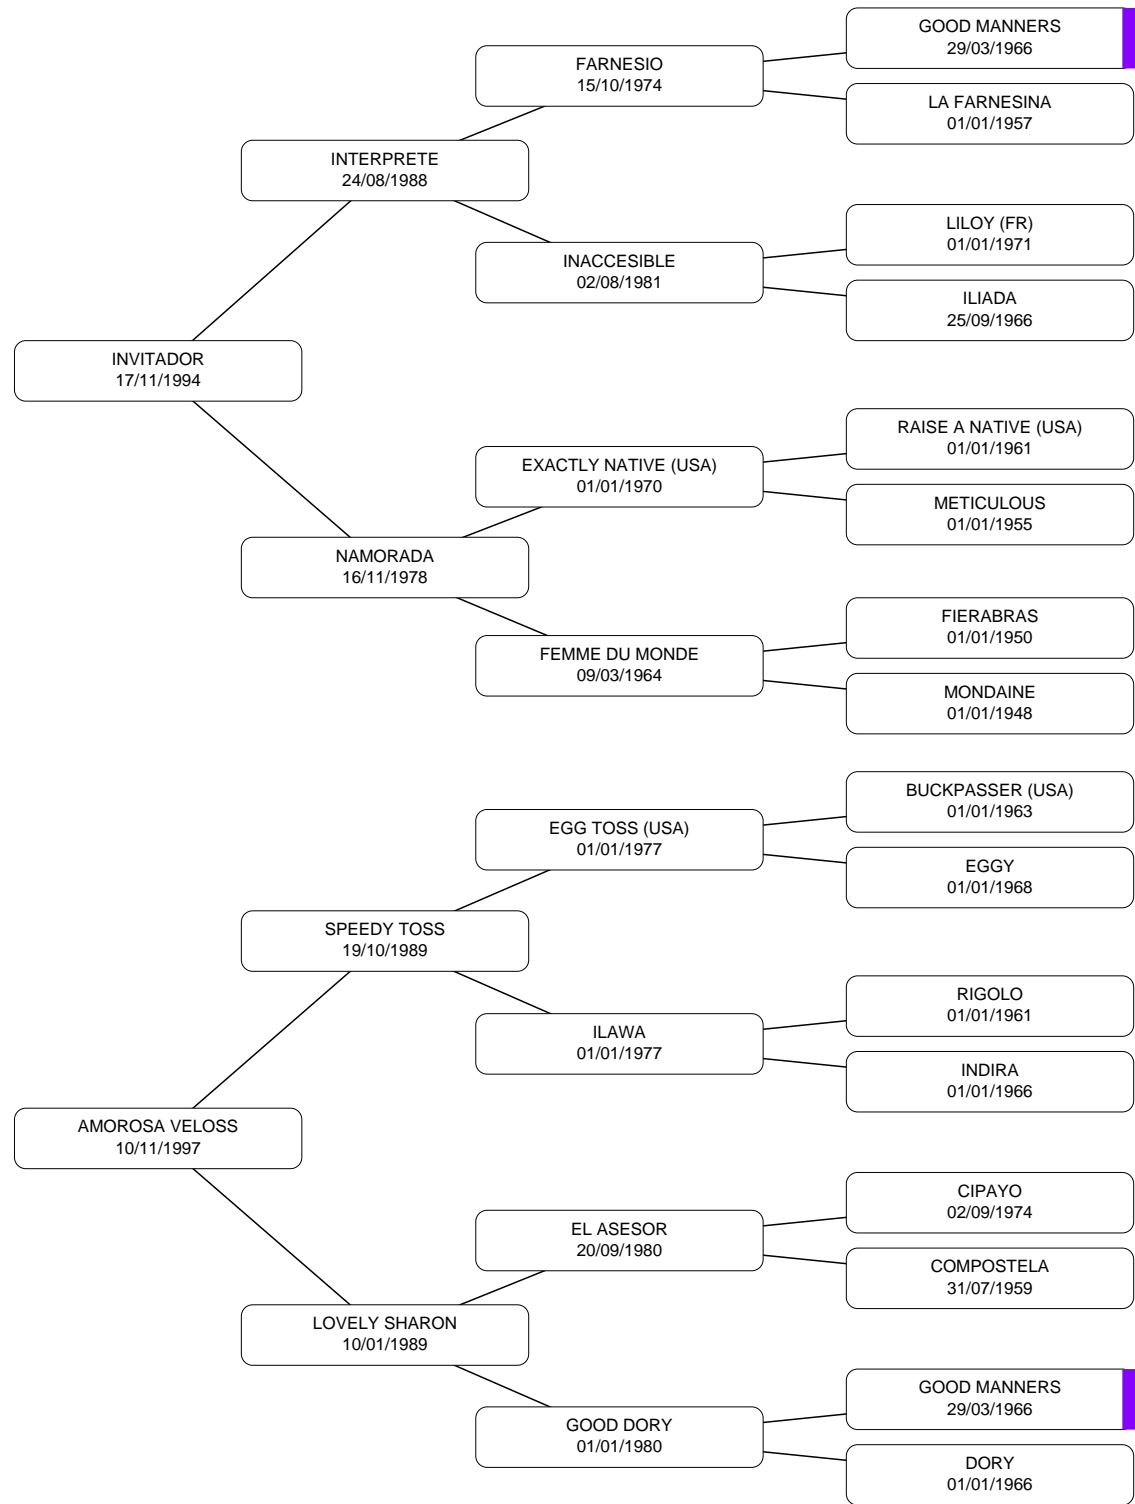 GOOD MANNERS
29/03/1966
FARNESIO
15/10/1974
LA FARNESINA
01/01/1957
INTERPRETE
24/08/1988
LILOY (FR)
01/01/1971
INACCESIBLE
02/08/1981
ILIADA
25/09/1966
INVITADOR
17/11/1994
RAISE A NATIVE (USA)
01/01/1961
EXACTLY NATIVE (USA)
01/01/1970
METICULOUS
01/01/1955
NAMORADA
16/11/1978
FIERABRAS
01/01/1950
FEMME DU MONDE
09/03/1964
MONDAINE
01/01/1948
BUCKPASSER (USA)
01/01/1963
EGG TOSS (USA)
01/01/1977
EGGY
01/01/1968
SPEEDY TOSS
19/10/1989
RIGOLO
01/01/1961
ILAWA
01/01/1977
INDIRA
01/01/1966
AMOROSA VELOSS
10/11/1997
CIPAYO
02/09/1974
EL ASESOR
20/09/1980
COMPOSTELA
31/07/1959
LOVELY SHARON
10/01/1989
GOOD MANNERS
29/03/1966
GOOD DORY
01/01/1980
DORY
01/01/1966